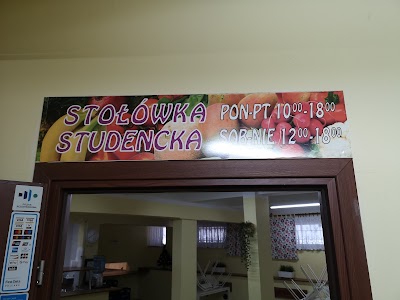 STOŁÓWKA
STUDENCKA
PON-PT 10⁰⁰-18⁰⁰
SOB-NIE 12⁰⁰-18⁰⁰